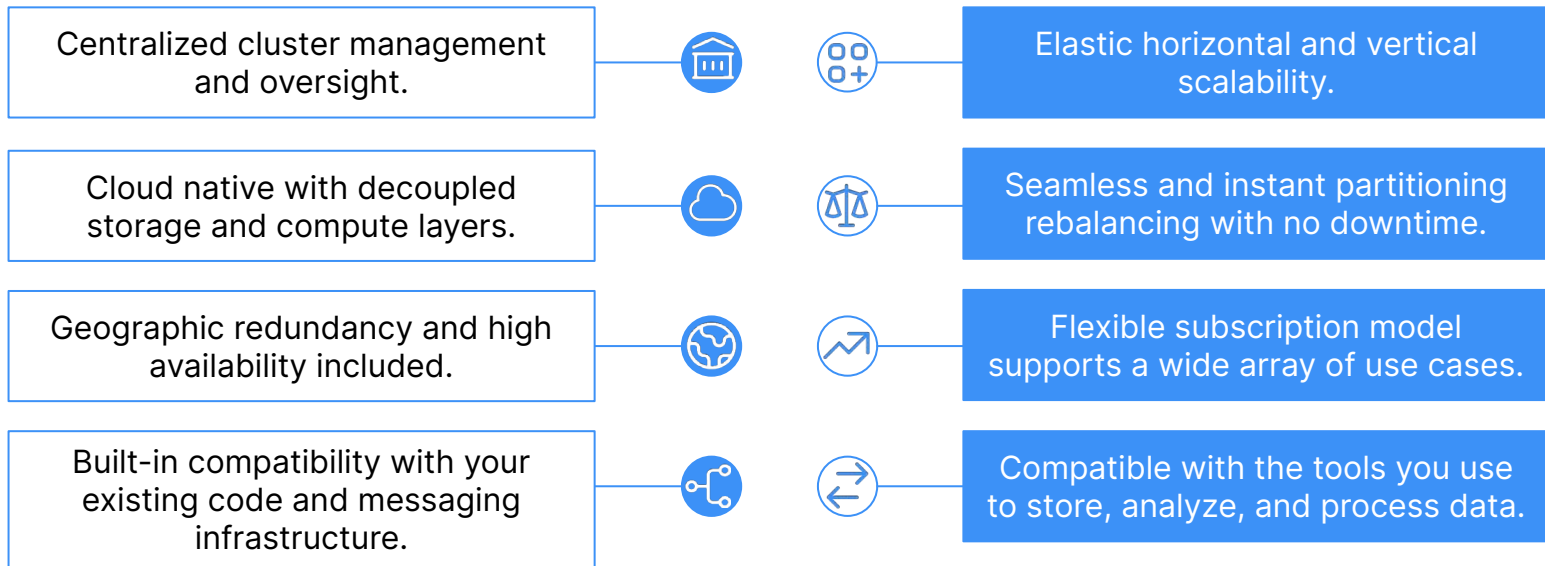 Centralized cluster management
and oversight.
Elastic horizontal and vertical
scalability.
Cloud native with decoupled
storage and compute layers.
Seamless and instant partitioning
rebalancing with no downtime.
Geographic redundancy and high
availability included.
Flexible subscription model
supports a wide array of use cases.
Built-in compatibility with your
existing code and messaging
infrastructure.
Compatible with the tools you use
to store, analyze, and process data.